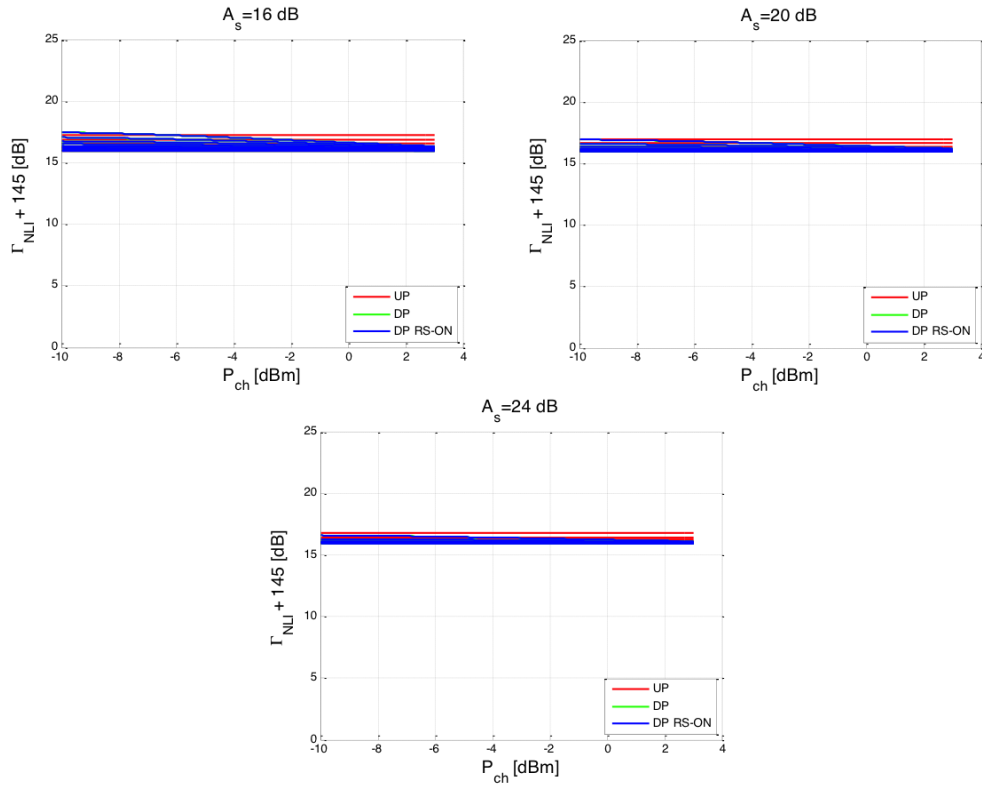 A_s=16 dB
Γ_NLI + 145 [dB]
25
20
15
10
5
0
-10 -8 -6 -4 -2 0 2 4
P_ch [dBm]
UP
DP
DP RS-ON
A_s=20 dB
Γ_NLI + 145 [dB]
25
20
15
10
5
0
-10 -8 -6 -4 -2 0 2 4
P_ch [dBm]
UP
DP
DP RS-ON
A_s=24 dB
Γ_NLI + 145 [dB]
25
20
15
10
5
0
-10 -8 -6 -4 -2 0 2 4
P_ch [dBm]
UP
DP
DP RS-ON